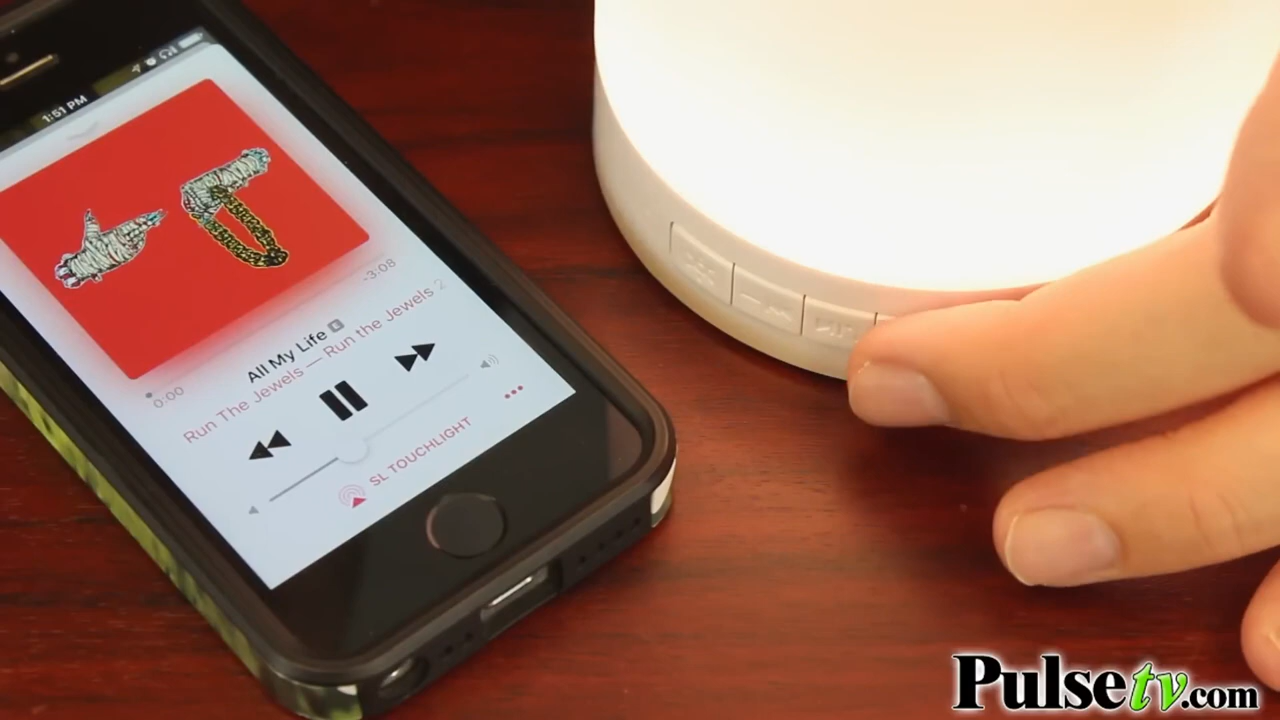 1:51 PM
0:00
-3:08
All My Life E
Run The Jewels — Run the Jewels 2
SL TOUCHLIGHT
Pulsetv.com